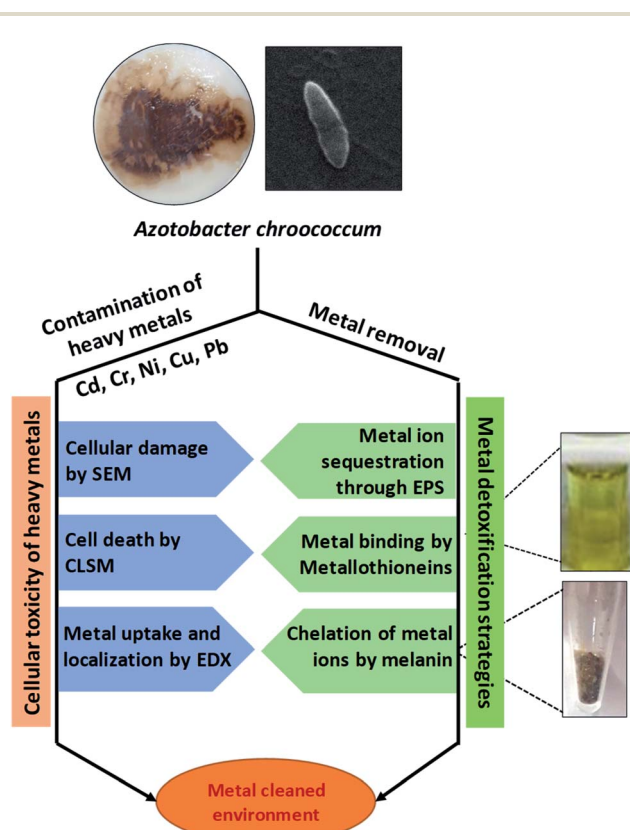 Azotobacter chroococcum
Contamination of
heavy metals
Metal removal
Cd, Cr, Ni, Cu, Pb
Cellular toxicity of heavy metals
Cellular damage
by SEM
Cell death by
CLSM
Metal uptake and
localization by EDX
Metal ion
sequestration
through EPS
Metal binding by
Metallothioneins
Chelation of metal
ions by melanin
Metal detoxification strategies
Metal cleaned
environment